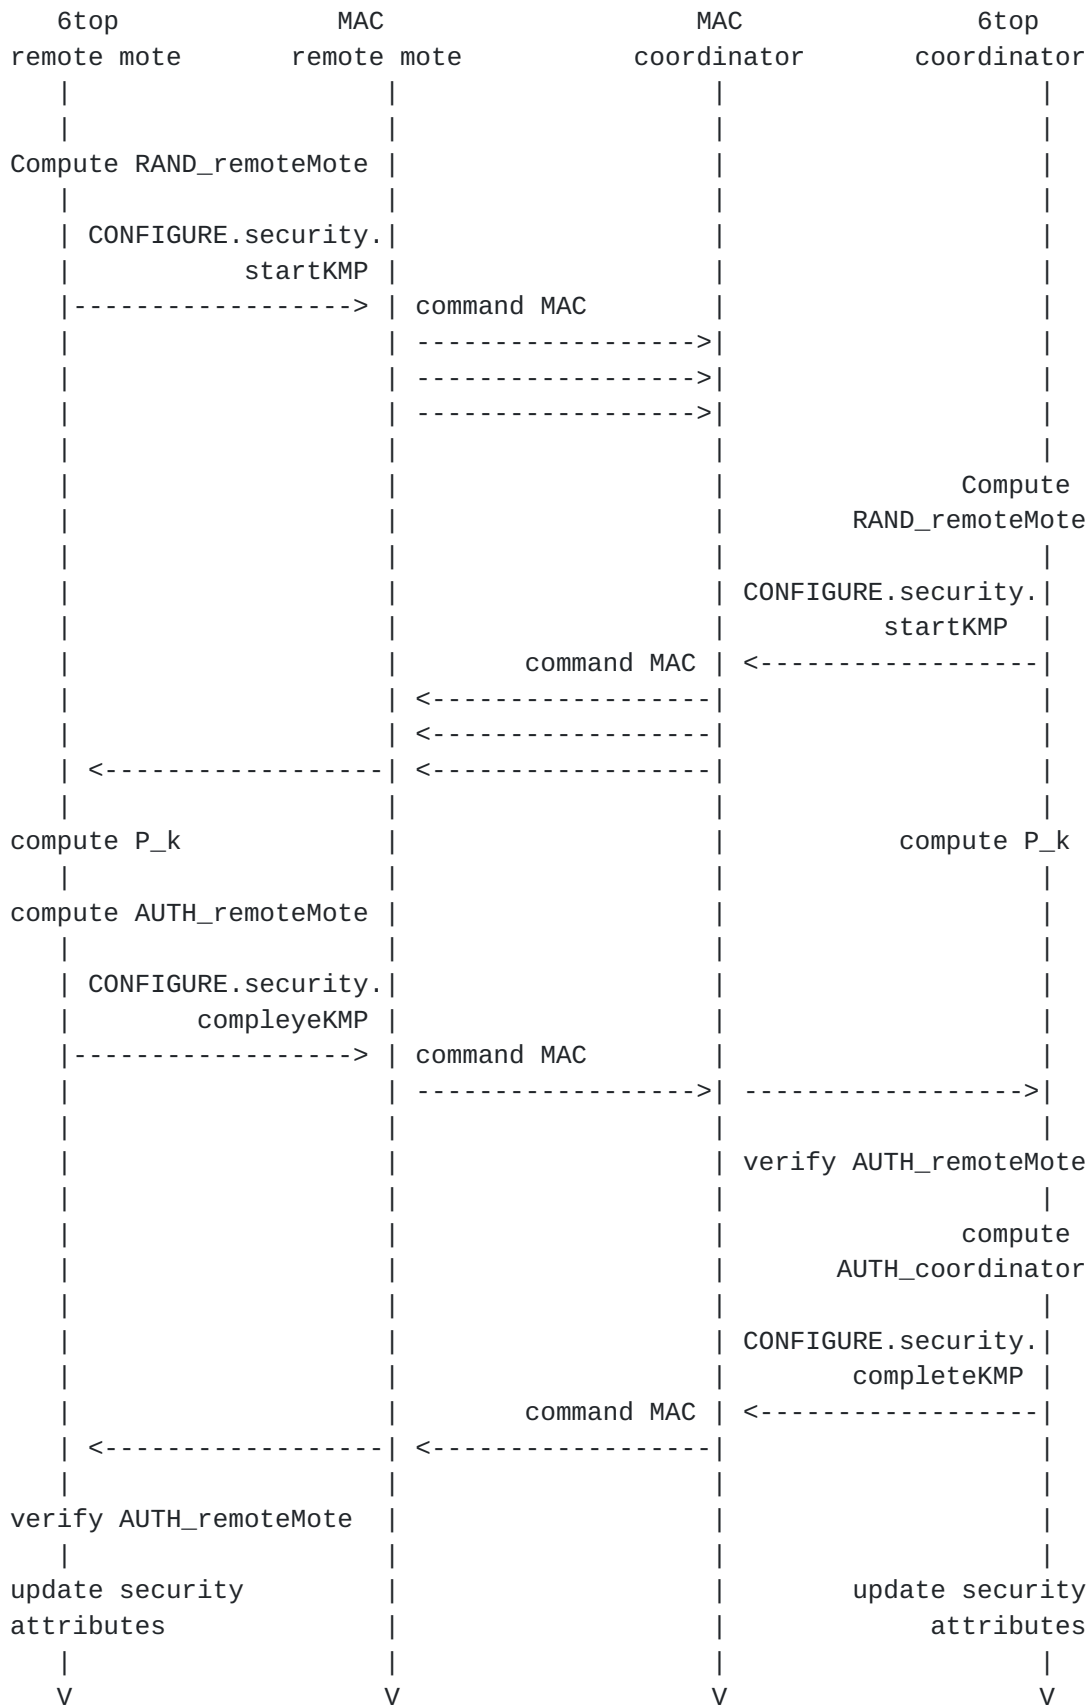 6top MAC MAC 6top
remote mote remote mote coordinator coordinator
Compute RAND_remoteMote
CONFIGURE.security.
startKMP
command MAC
Compute
RAND_remoteMote
CONFIGURE.security.
startKMP
command MAC
compute P_k compute P_k
compute AUTH_remoteMote
CONFIGURE.security.
compleyeKMP
command MAC
verify AUTH_remoteMote
compute
AUTH_coordinator
CONFIGURE.security.
completeKMP
command MAC
verify AUTH_remoteMote
update security update security
attributes attributes
V V V V